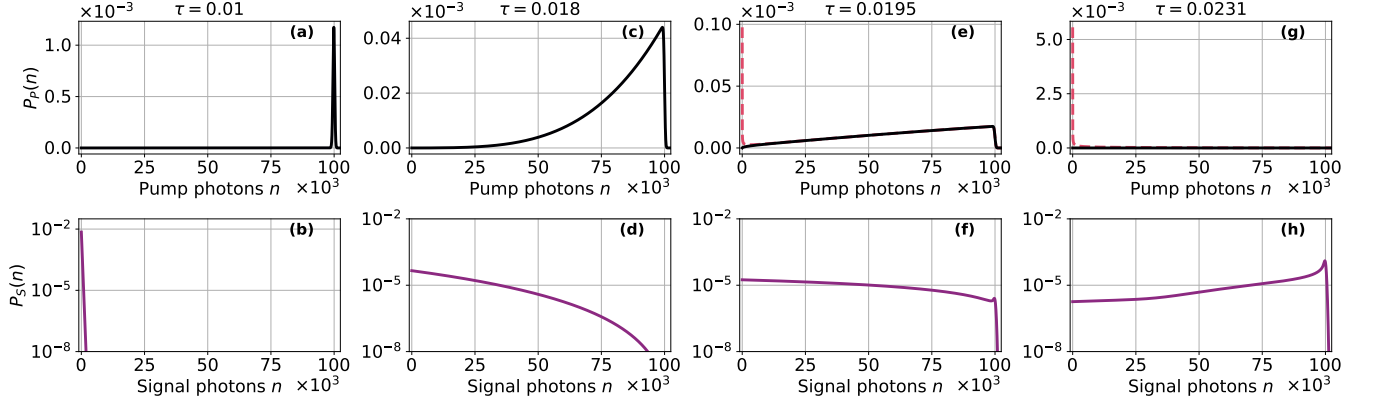 ×10⁻³ τ = 0.01
(a)
P_P(n)
1.0
0.5
0.0
0 25 50 75 100
Pump photons n ×10³
×10⁻³ τ = 0.018
(c)
0.04
0.02
0.00
0 25 50 75 100
Pump photons n ×10³
×10⁻³ τ = 0.0195
(e)
0.10
0.05
0.00
0 25 50 75 100
Pump photons n ×10³
×10⁻³ τ = 0.0231
(g)
5.0
2.5
0.0
0 25 50 75 100
Pump photons n ×10³
(b)
P_S(n)
10⁻²
10⁻⁵
10⁻⁸
0 25 50 75 100
Signal photons n ×10³
(d)
10⁻²
10⁻⁵
10⁻⁸
0 25 50 75 100
Signal photons n ×10³
(f)
10⁻²
10⁻⁵
10⁻⁸
0 25 50 75 100
Signal photons n ×10³
(h)
10⁻²
10⁻⁵
10⁻⁸
0 25 50 75 100
Signal photons n ×10³